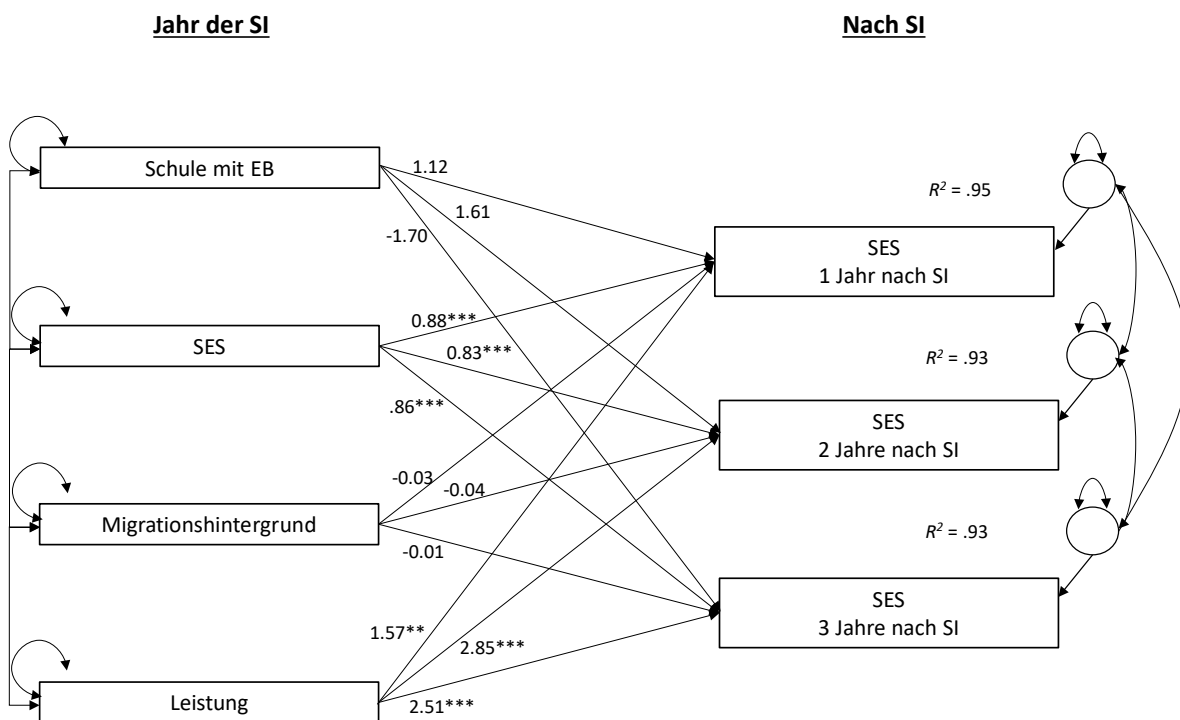 Jahr der SI
Nach SI
Schule mit EB
1.12
R² = .95
1.61
-1.70
SES
1 Jahr nach SI
0.88***
SES
0.83***
R² = .93
.86***
SES
2 Jahre nach SI
-0.03
-0.04
Migrationshintergrund
R² = .93
-0.01
SES
3 Jahre nach SI
1.57**
2.85***
Leistung
2.51***